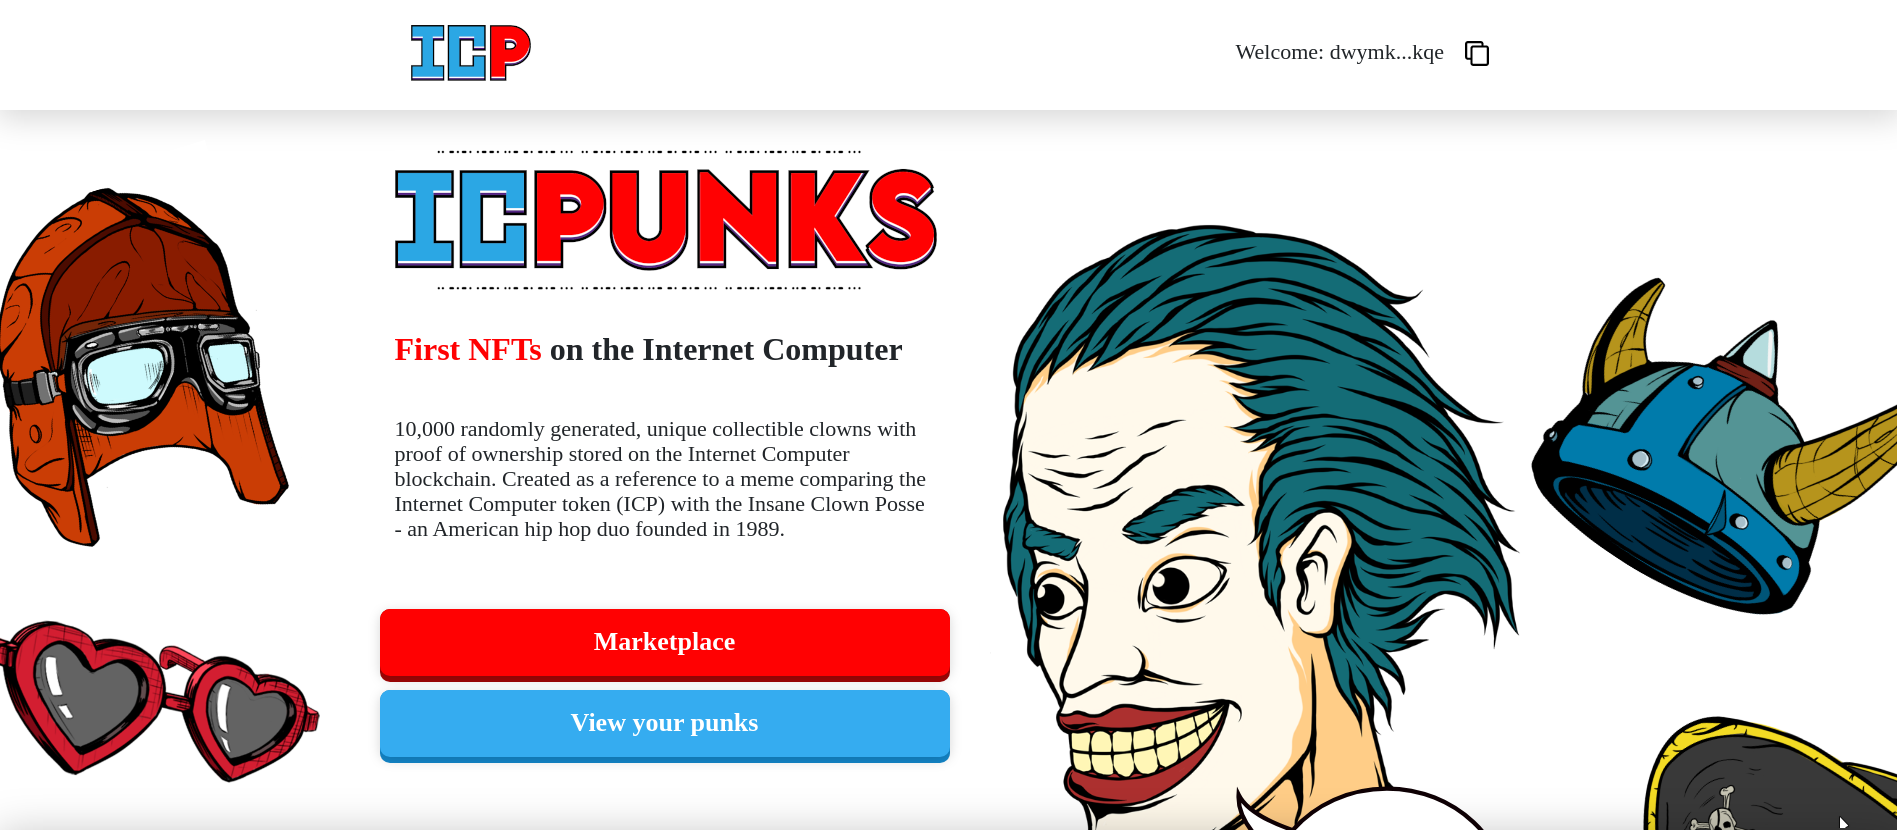 ICP
Welcome: dwymk...kqe
ICPUNKS
First NFTs on the Internet Computer
10,000 randomly generated, unique collectible clowns with
proof of ownership stored on the Internet Computer
blockchain. Created as a reference to a meme comparing the
Internet Computer token (ICP) with the Insane Clown Posse
- an American hip hop duo founded in 1989.
Marketplace
View your punks